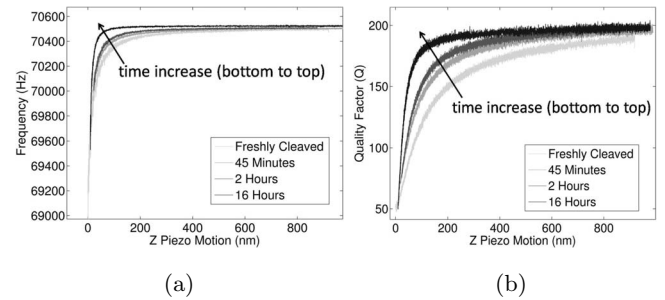 70600
70400
70200
70000
69800
69600
69400
69200
69000
Frequency (Hz)
time increase (bottom to top)
Freshly Cleaved
45 Minutes
2 Hours
16 Hours
0 200 400 600 800
Z Piezo Motion (nm)
(a)
200
150
100
50
Quality Factor (Q)
time increase (bottom to top)
Freshly Cleaved
45 Minutes
2 Hours
16 Hours
0 200 400 600 800
Z Piezo Motion (nm)
(b)